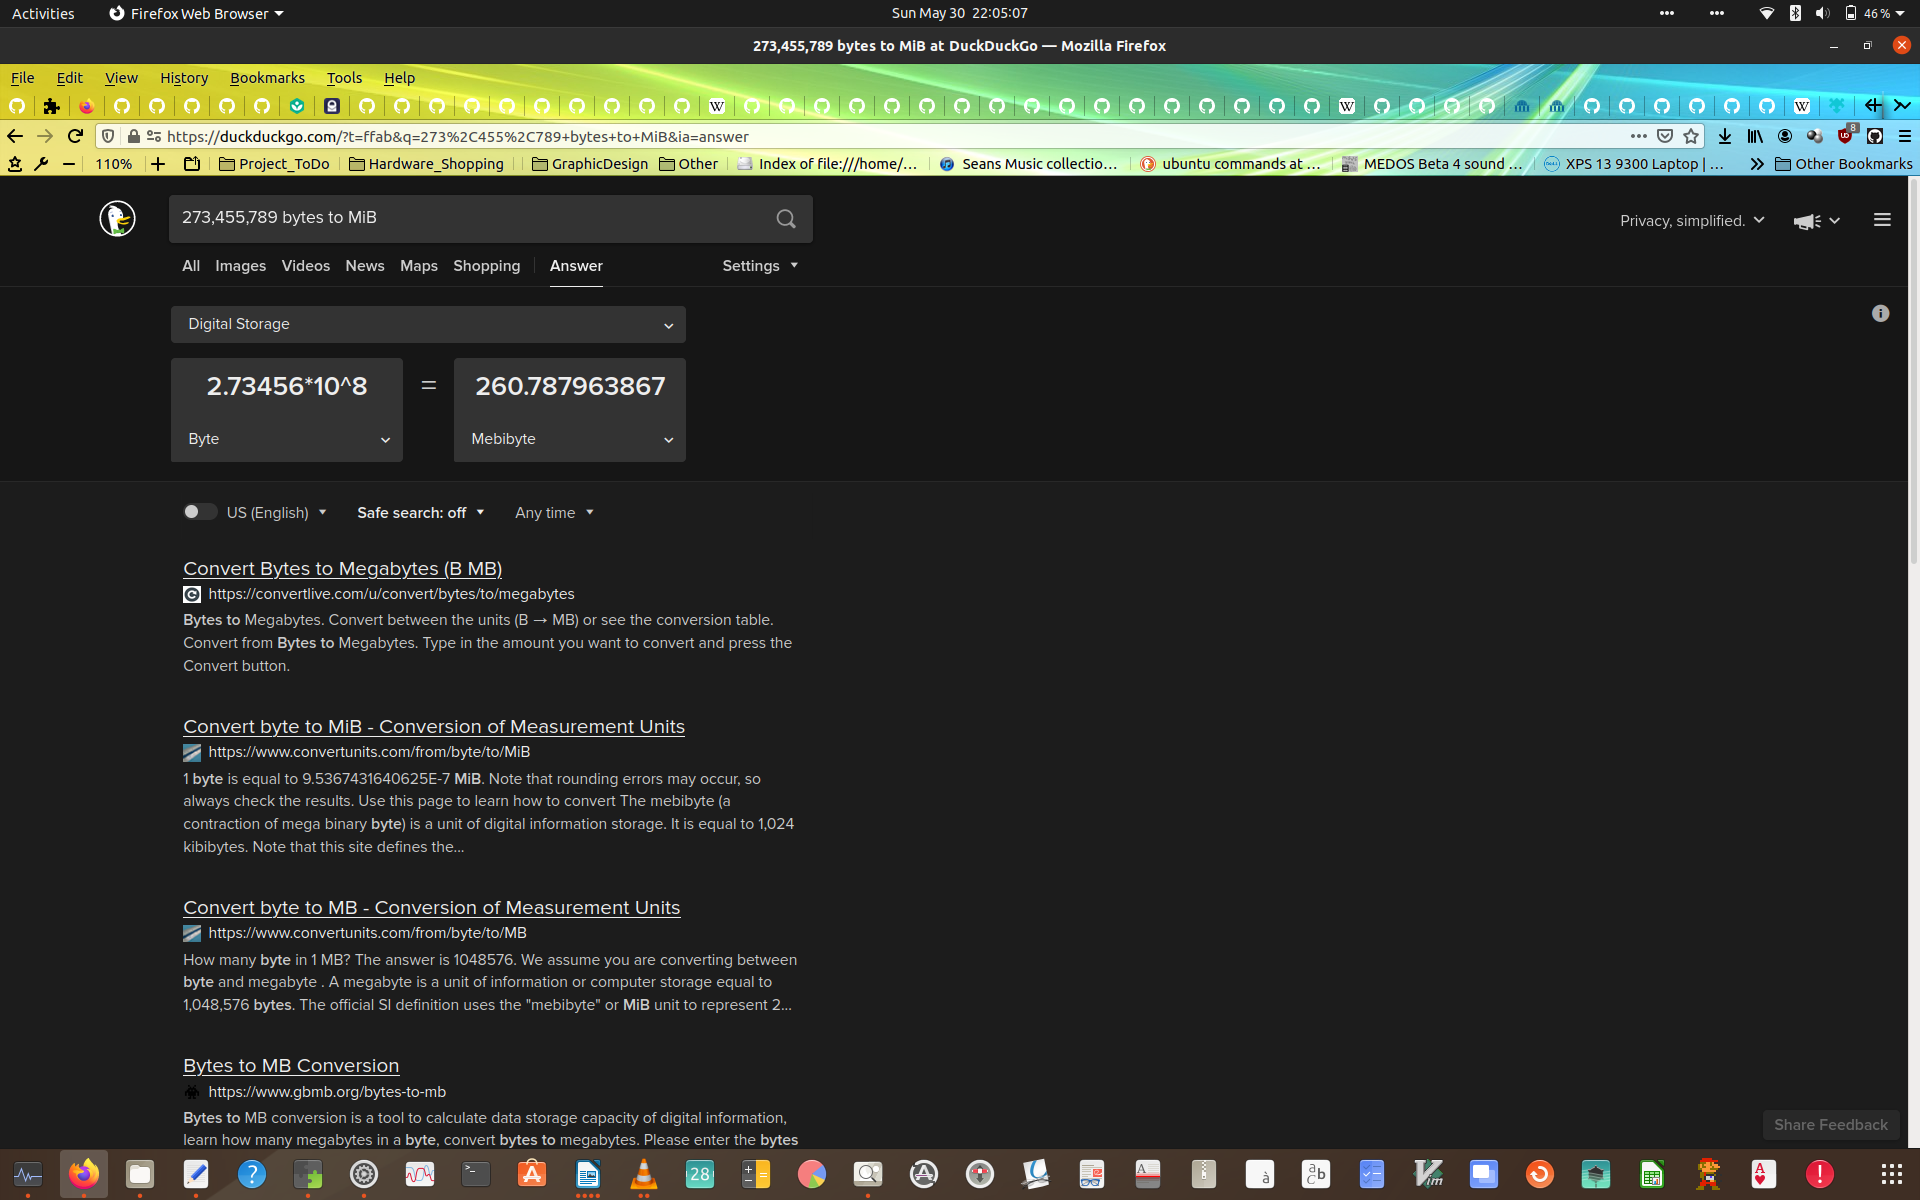 Activities Firefox Web Browser Sun May 30 22:05:07 46 %
273,455,789 bytes to MiB at DuckDuckGo — Mozilla Firefox
File Edit View History Bookmarks Tools Help
https://duckduckgo.com/?t=ffab&q=273%2C455%2C789+bytes+to+MiB&ia=answer 8
110% Project_ToDo Hardware_Shopping GraphicDesign Other Index of file:///home/… Seans Music collectio… ubuntu commands at … MEDOS Beta 4 sound … XPS 13 9300 Laptop | … Other Bookmarks
273,455,789 bytes to MiB Privacy, simplified.
All Images Videos News Maps Shopping Answer Settings
Digital Storage
2.73456*10^8 = 260.787963867
Byte Mebibyte
US (English) Safe search: off Any time
Convert Bytes to Megabytes (B MB)
https://convertlive.com/u/convert/bytes/to/megabytes
Bytes to Megabytes. Convert between the units (B → MB) or see the conversion table.
Convert from Bytes to Megabytes. Type in the amount you want to convert and press the
Convert button.
Convert byte to MiB - Conversion of Measurement Units
https://www.convertunits.com/from/byte/to/MiB
1 byte is equal to 9.5367431640625E-7 MiB. Note that rounding errors may occur, so
always check the results. Use this page to learn how to convert The mebibyte (a
contraction of mega binary byte) is a unit of digital information storage. It is equal to 1,024
kibibytes. Note that this site defines the...
Convert byte to MB - Conversion of Measurement Units
https://www.convertunits.com/from/byte/to/MB
How many byte in 1 MB? The answer is 1048576. We assume you are converting between
byte and megabyte . A megabyte is a unit of information or computer storage equal to
1,048,576 bytes. The official SI definition uses the "mebibyte" or MiB unit to represent 2...
Bytes to MB Conversion
https://www.gbmb.org/bytes-to-mb
Bytes to MB conversion is a tool to calculate data storage capacity of digital information,
learn how many megabytes in a byte, convert bytes to megabytes. Please enter the bytes
Share Feedback
28